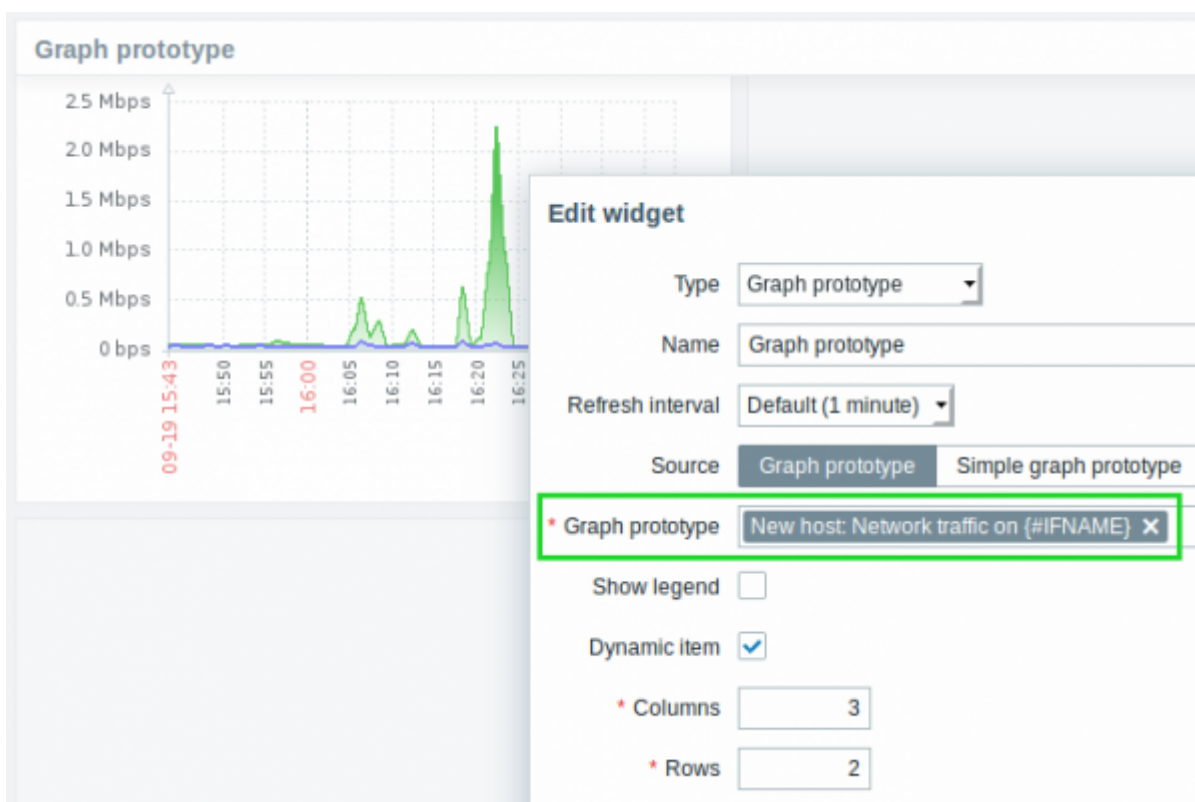 Graph prototype
2.5 Mbps
2.0 Mbps
1.5 Mbps
1.0 Mbps
0.5 Mbps
0 bps
09-19 15:43
15:50
15:55
16:00
16:05
16:10
16:15
16:20
16:25
Edit widget
Type Graph prototype
Name Graph prototype
Refresh interval Default (1 minute)
Source Graph prototype Simple graph prototype
* Graph prototype New host: Network traffic on {#IFNAME} ×
Show legend
Dynamic item
* Columns 3
* Rows 2